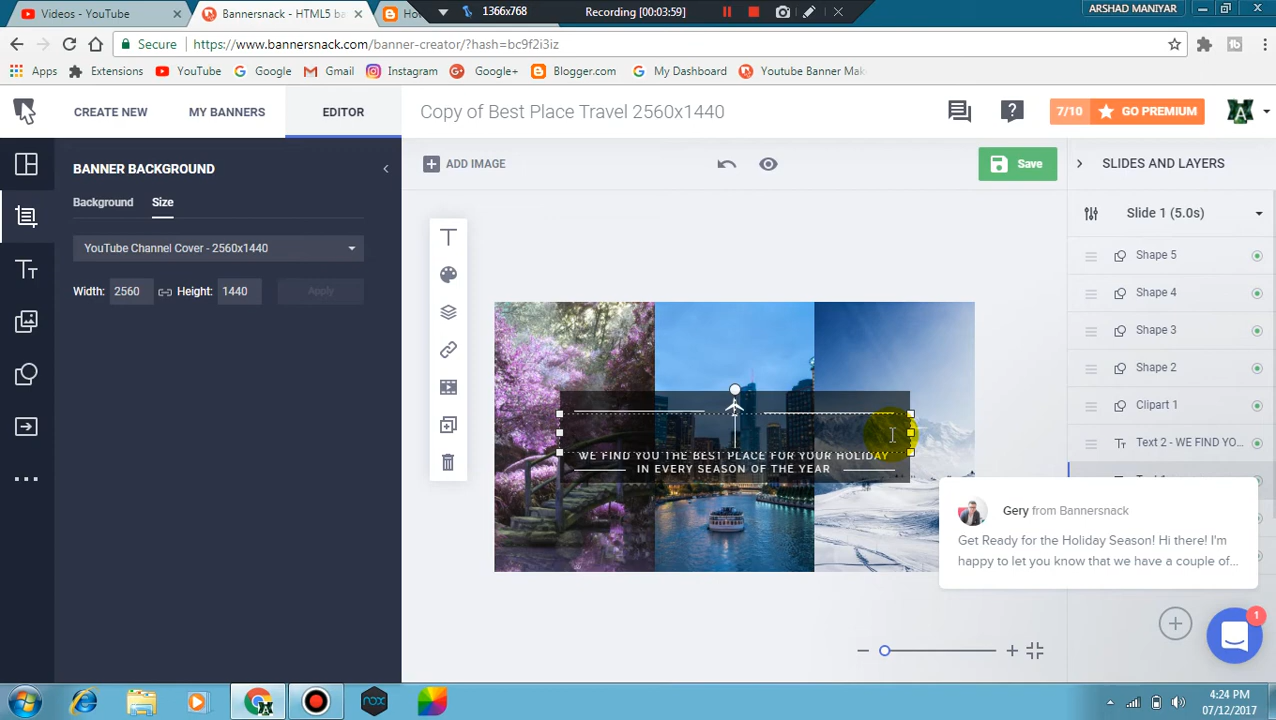 1366x768
Recording [00:03:59]
ARSHAD MANIYAR
Videos - YouTube
Bannersnack - HTML5 ba
Secure
https://www.bannersnack.com/banner-creator/?hash=bc9f2i3iz
Apps
Extensions
YouTube
Google
Gmail
Instagram
Google+
Blogger.com
My Dashboard
Youtube Banner Mak
CREATE NEW
MY BANNERS
EDITOR
Copy of Best Place Travel 2560x1440
7/10
GO PREMIUM
BANNER BACKGROUND
ADD IMAGE
Save
SLIDES AND LAYERS
Background
Size
Slide 1 (5.0s)
YouTube Channel Cover - 2560x1440
Width:
2560
Height:
1440
Apply
Shape 5
Shape 4
Shape 3
Shape 2
Clipart 1
Text 2 - WE FIND YO...
WE FIND YOU THE BEST PLACE FOR YOUR HOLIDAY
IN EVERY SEASON OF THE YEAR
Gery from Bannersnack
Get Ready for the Holiday Season! Hi there! I'm
happy to let you know that we have a couple of...
1
4:24 PM
07/12/2017